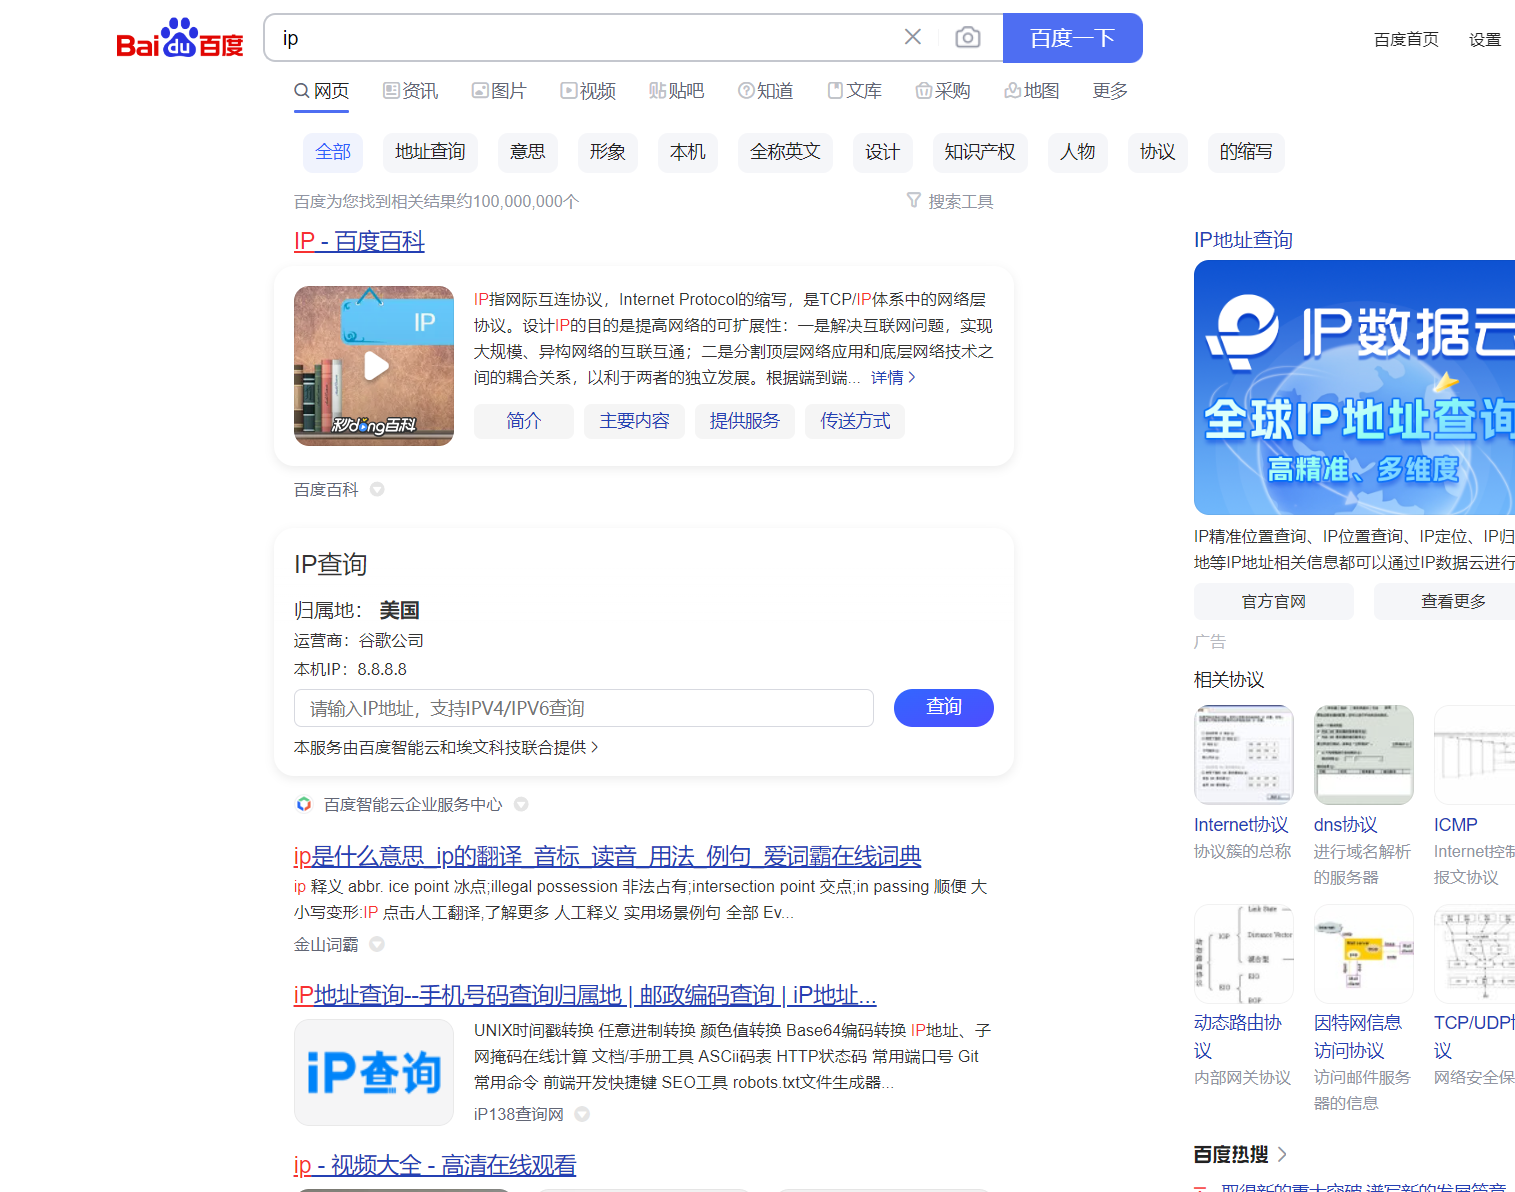 Bai du 百度
ip
百度一下
百度首页 设置
网页 资讯 图片 视频 贴吧 知道 文库 采购 地图 更多
全部 地址查询 意思 形象 本机 全称英文 设计 知识产权 人物 协议 的缩写
百度为您找到相关结果约100,000,000个
搜索工具
IP - 百度百科
IP
秒dong百科
IP指网际互连协议，Internet Protocol的缩写，是TCP/IP体系中的网络层
协议。设计IP的目的是提高网络的可扩展性：一是解决互联网问题，实现
大规模、异构网络的互联互通；二是分割顶层网络应用和底层网络技术之
间的耦合关系，以利于两者的独立发展。根据端到端... 详情
简介 主要内容 提供服务 传送方式
百度百科
IP查询
归属地： 美国
运营商：谷歌公司
本机IP：8.8.8.8
请输入IP地址，支持IPV4/IPV6查询
查询
本服务由百度智能云和埃文科技联合提供
百度智能云企业服务中心
ip是什么意思_ip的翻译_音标_读音_用法_例句_爱词霸在线词典
ip 释义 abbr. ice point 冰点;illegal possession 非法占有;intersection point 交点;in passing 顺便 大
小写变形:IP 点击人工翻译,了解更多 人工释义 实用场景例句 全部 Ev...
金山词霸
iP地址查询--手机号码查询归属地 | 邮政编码查询 | iP地址...
iP查询
UNIX时间戳转换 任意进制转换 颜色值转换 Base64编码转换 IP地址、子
网掩码在线计算 文档/手册工具 ASCii码表 HTTP状态码 常用端口号 Git
常用命令 前端开发快捷键 SEO工具 robots.txt文件生成器...
iP138查询网
ip - 视频大全 - 高清在线观看
IP地址查询
IP数据云
全球IP地址查询
高精准、多维度
IP精准位置查询、IP位置查询、IP定位、IP归
地等IP地址相关信息都可以通过IP数据云进行
官方官网 查看更多
广告
相关协议
Internet协议 dns协议 ICMP
协议簇的总称 进行域名解析 Internet控制
的服务器 报文协议
Link State
IGP
Distance Vector
混合型
动态路由协议
EIO
EIO
EGP
动态路由协 因特网信息 TCP/UDP协
议 访问协议 议
内部网关协议 访问邮件服务 网络安全保
器的信息
百度热搜
取得新的重大突破 谱写新的发展篇章